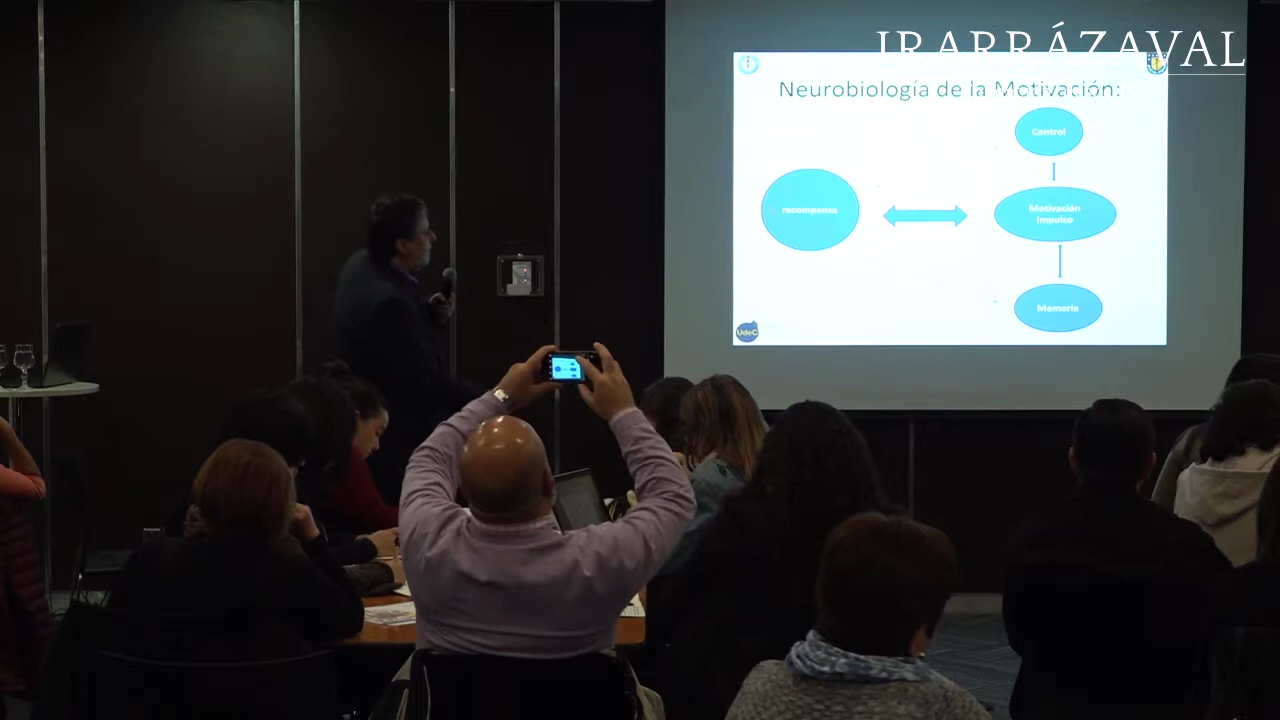 IRARRÁZAVAL
Neurobiología de la Motivación:
Control
recompensa
Motivación
Impulso
Memoria
UdeC